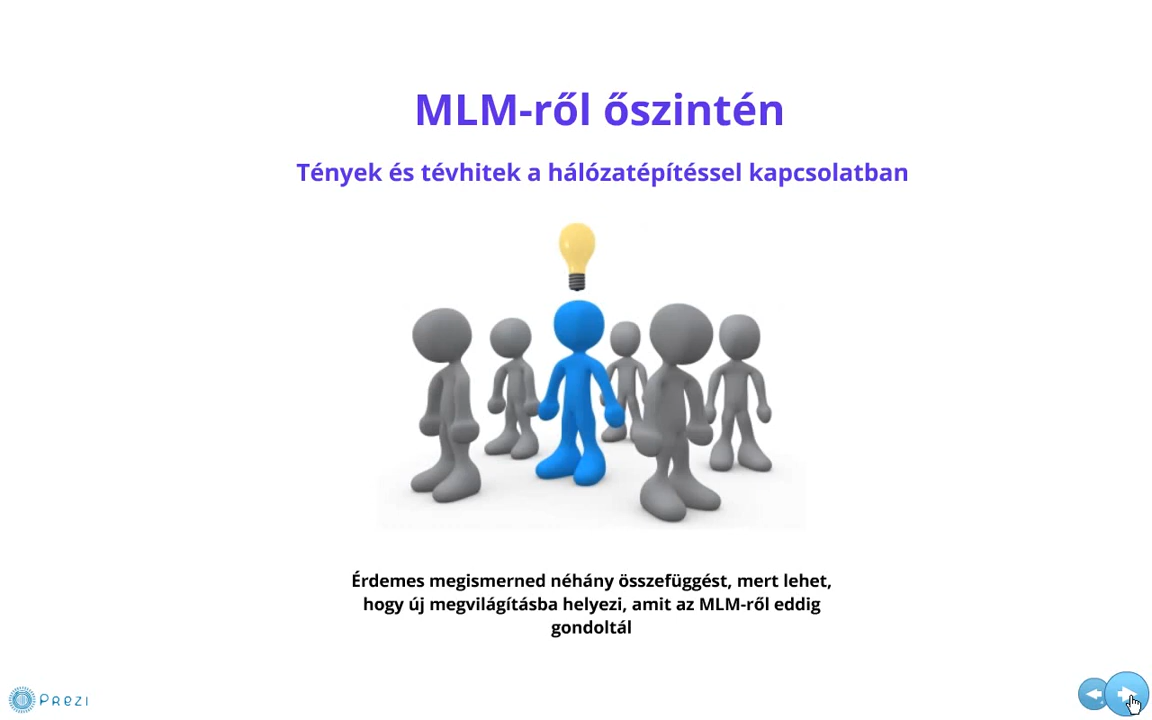 MLM-ről őszintén
Tények és tévhitek a hálózatépítéssel kapcsolatban
Érdemes megismerned néhány összefüggést, mert lehet,
hogy új megvilágításba helyezi, amit az MLM-ről eddig
gondoltál
Prezi